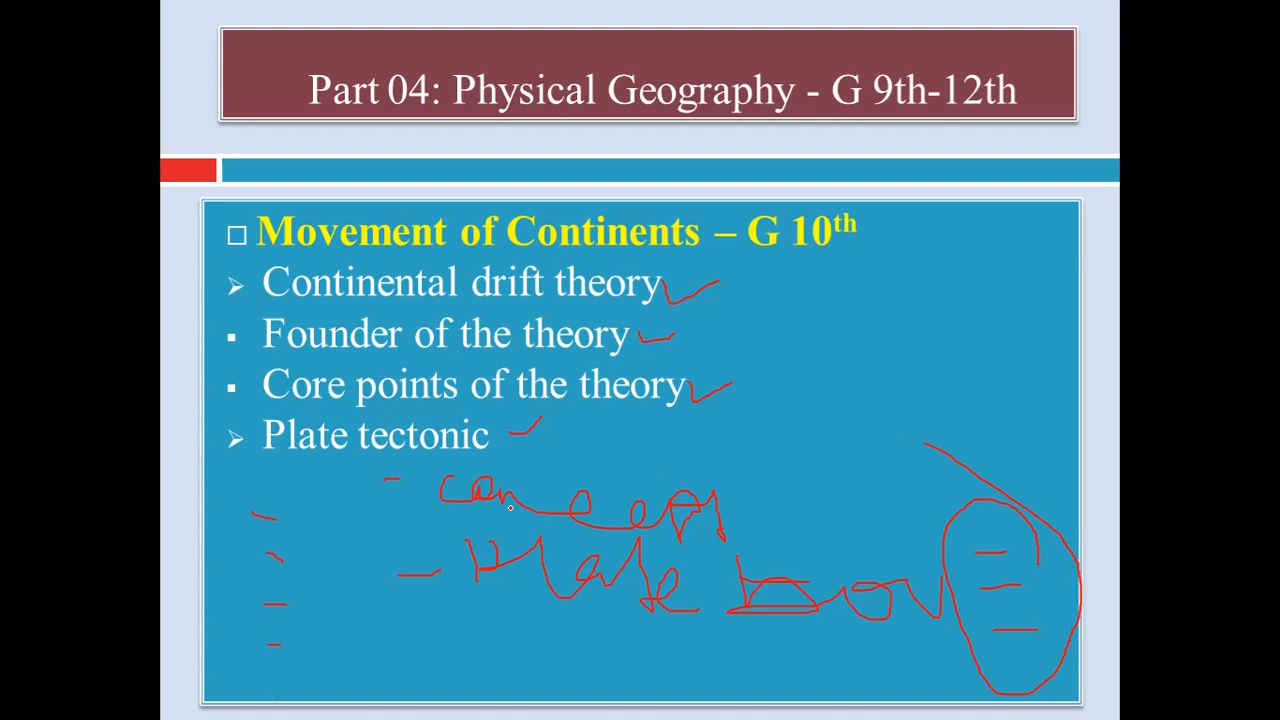 Part 04: Physical Geography - G 9th-12th
Movement of Continents – G 10th
Continental drift theory
Founder of the theory
Core points of the theory
Plate tectonic
- Plate